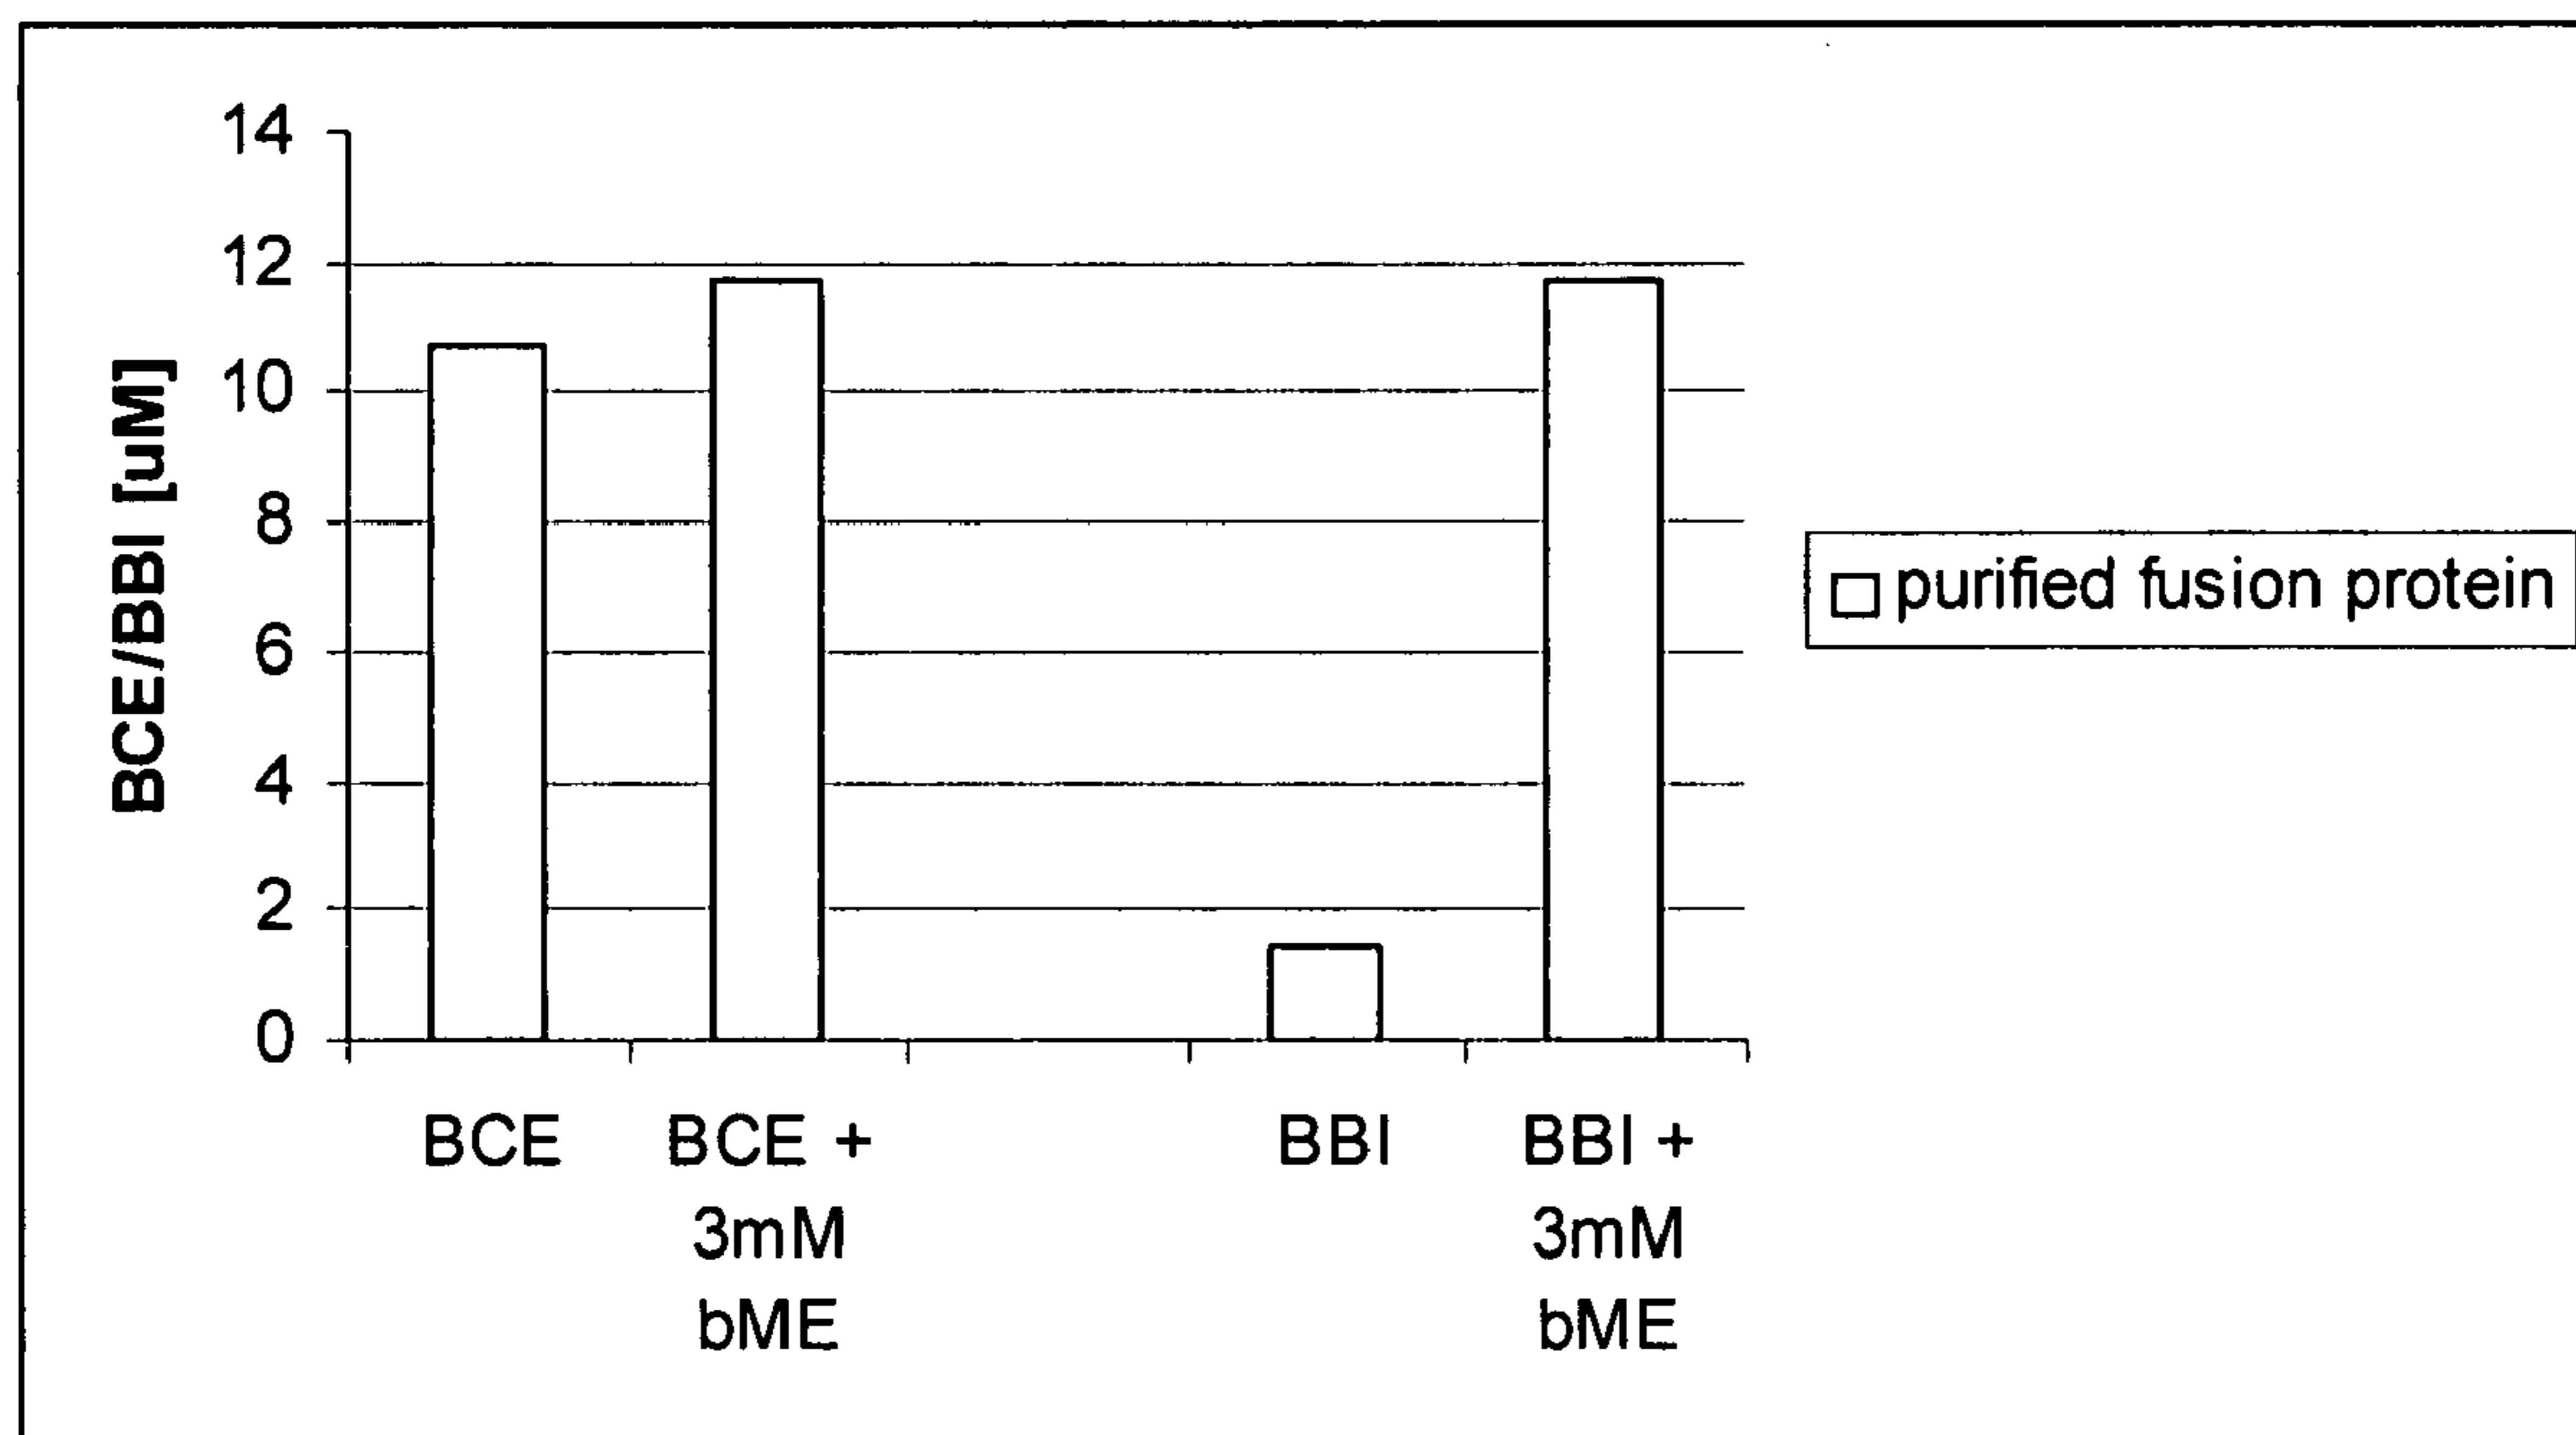 14
12
10
8
6
4
2
0
BCE/BBI [uM]
BCE
BCE +
3mM
bME
BBI
BBI +
3mM
bME
purified fusion protein